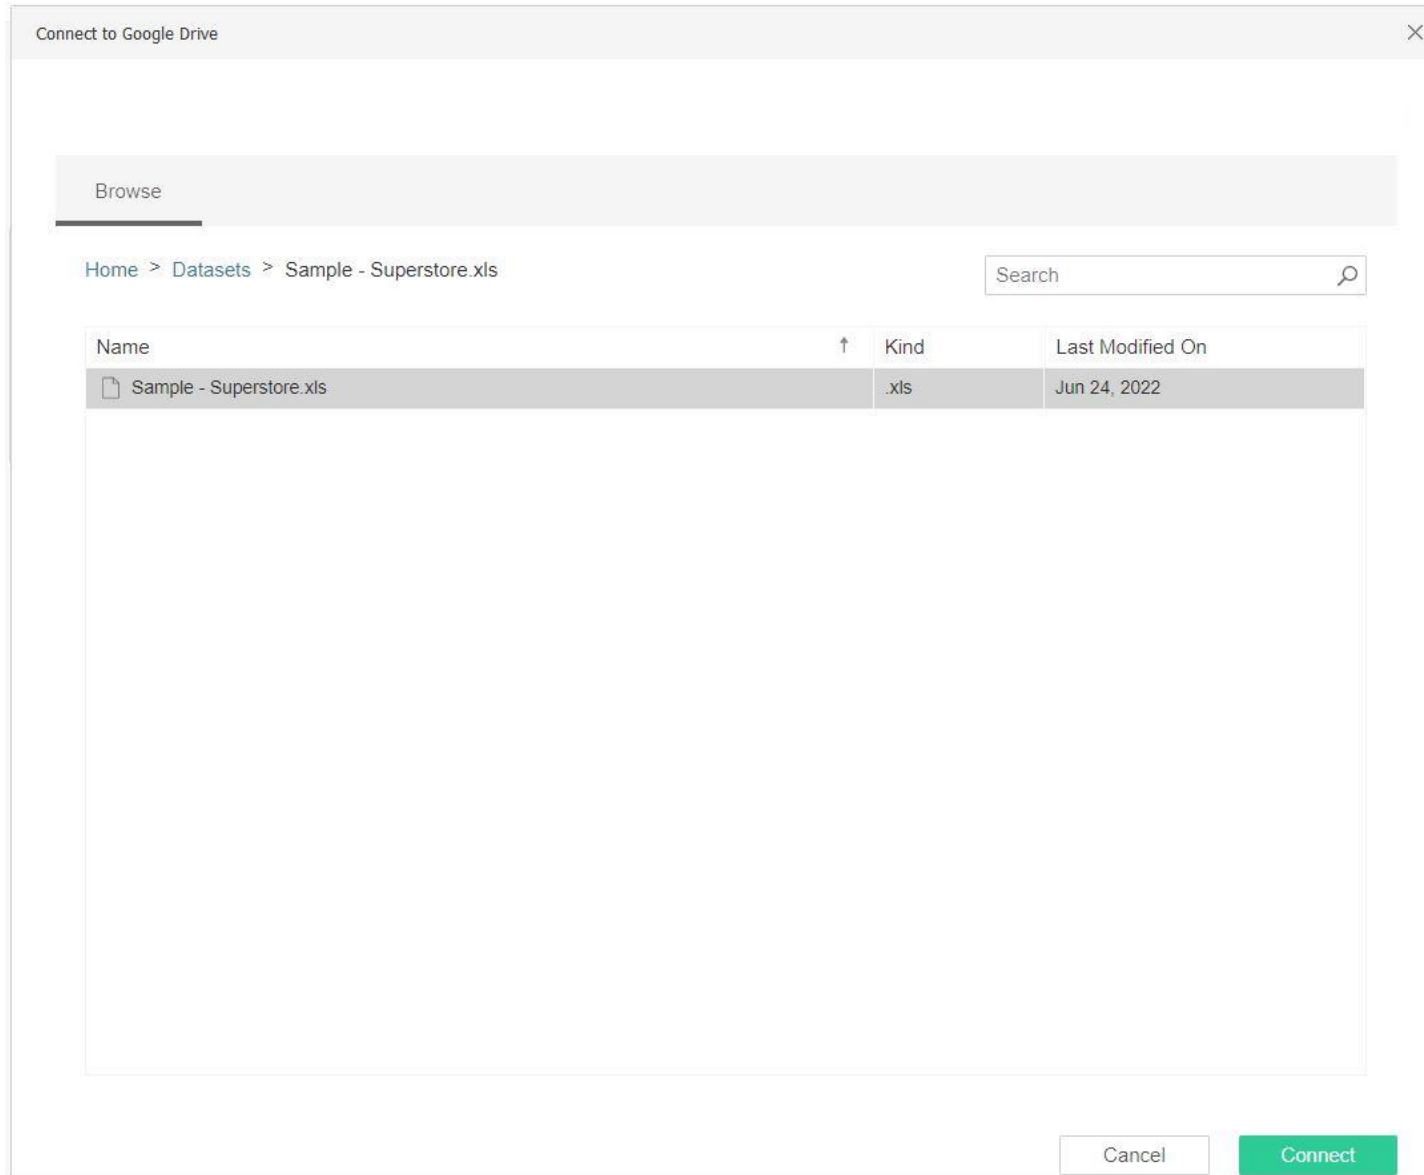 Connect to Google Drive
Browse
Home > Datasets > Sample - Superstore.xls
Search
Name ↑ Kind Last Modified On
Sample - Superstore.xls .xls Jun 24, 2022
Cancel Connect